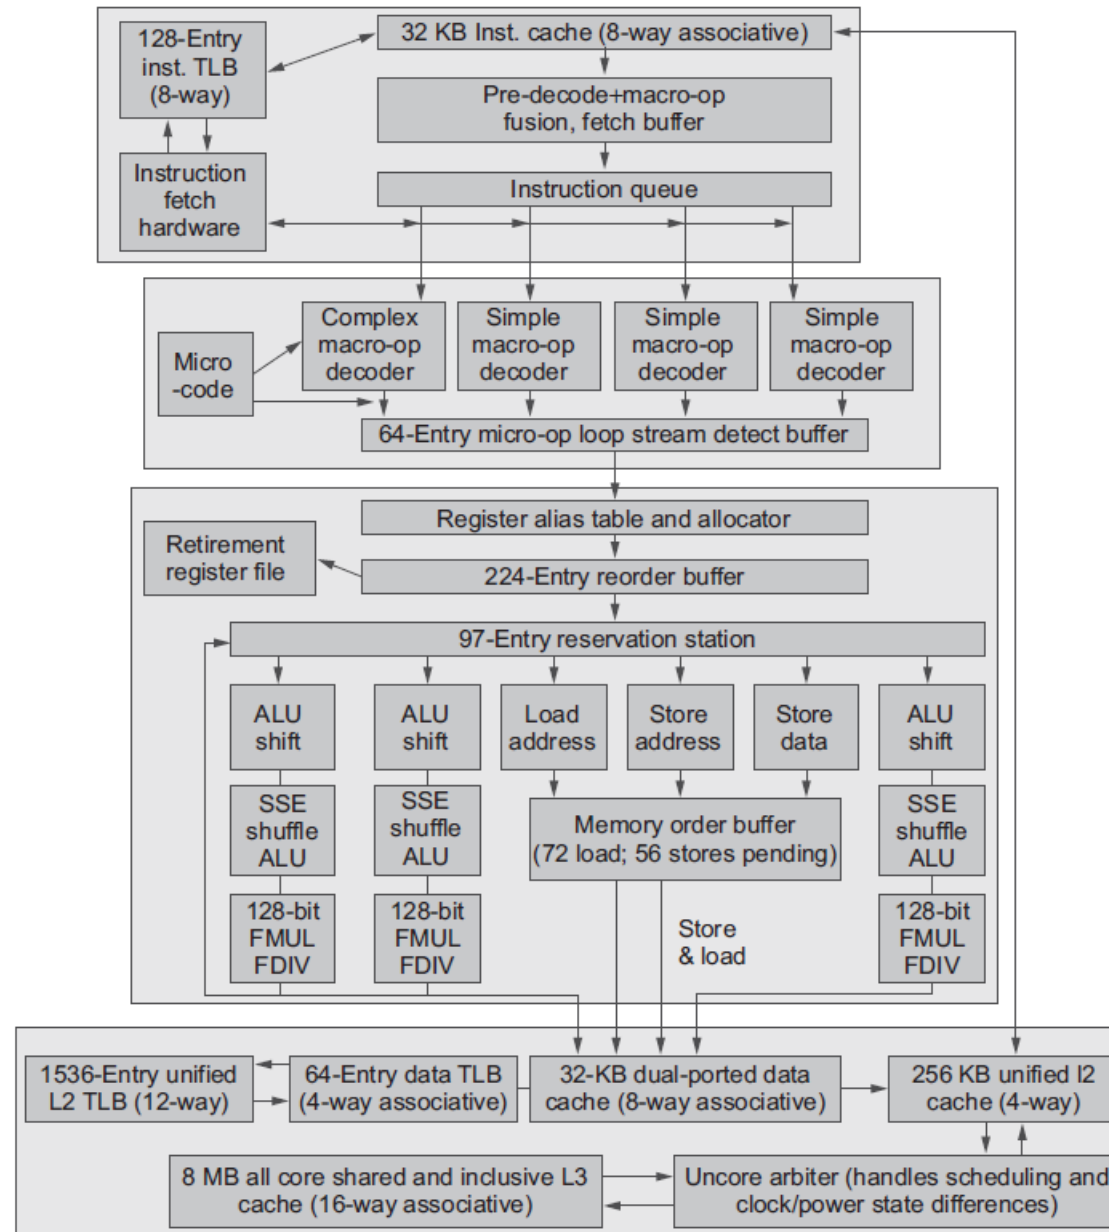 128-Entry
inst. TLB
(8-way)
32 KB Inst. cache (8-way associative)
Pre-decode+macro-op
fusion, fetch buffer
Instruction
fetch
hardware
Instruction queue
Micro
-code
Complex
macro-op
decoder
Simple
macro-op
decoder
Simple
macro-op
decoder
Simple
macro-op
decoder
64-Entry micro-op loop stream detect buffer
Register alias table and allocator
Retirement
register file
224-Entry reorder buffer
97-Entry reservation station
ALU
shift
ALU
shift
Load
address
Store
address
Store
data
ALU
shift
SSE
shuffle
ALU
SSE
shuffle
ALU
Memory order buffer
(72 load; 56 stores pending)
SSE
shuffle
ALU
128-bit
FMUL
FDIV
128-bit
FMUL
FDIV
Store
& load
128-bit
FMUL
FDIV
1536-Entry unified
L2 TLB (12-way)
64-Entry data TLB
(4-way associative)
32-KB dual-ported data
cache (8-way associative)
256 KB unified l2
cache (4-way)
8 MB all core shared and inclusive L3
cache (16-way associative)
Uncore arbiter (handles scheduling and
clock/power state differences)